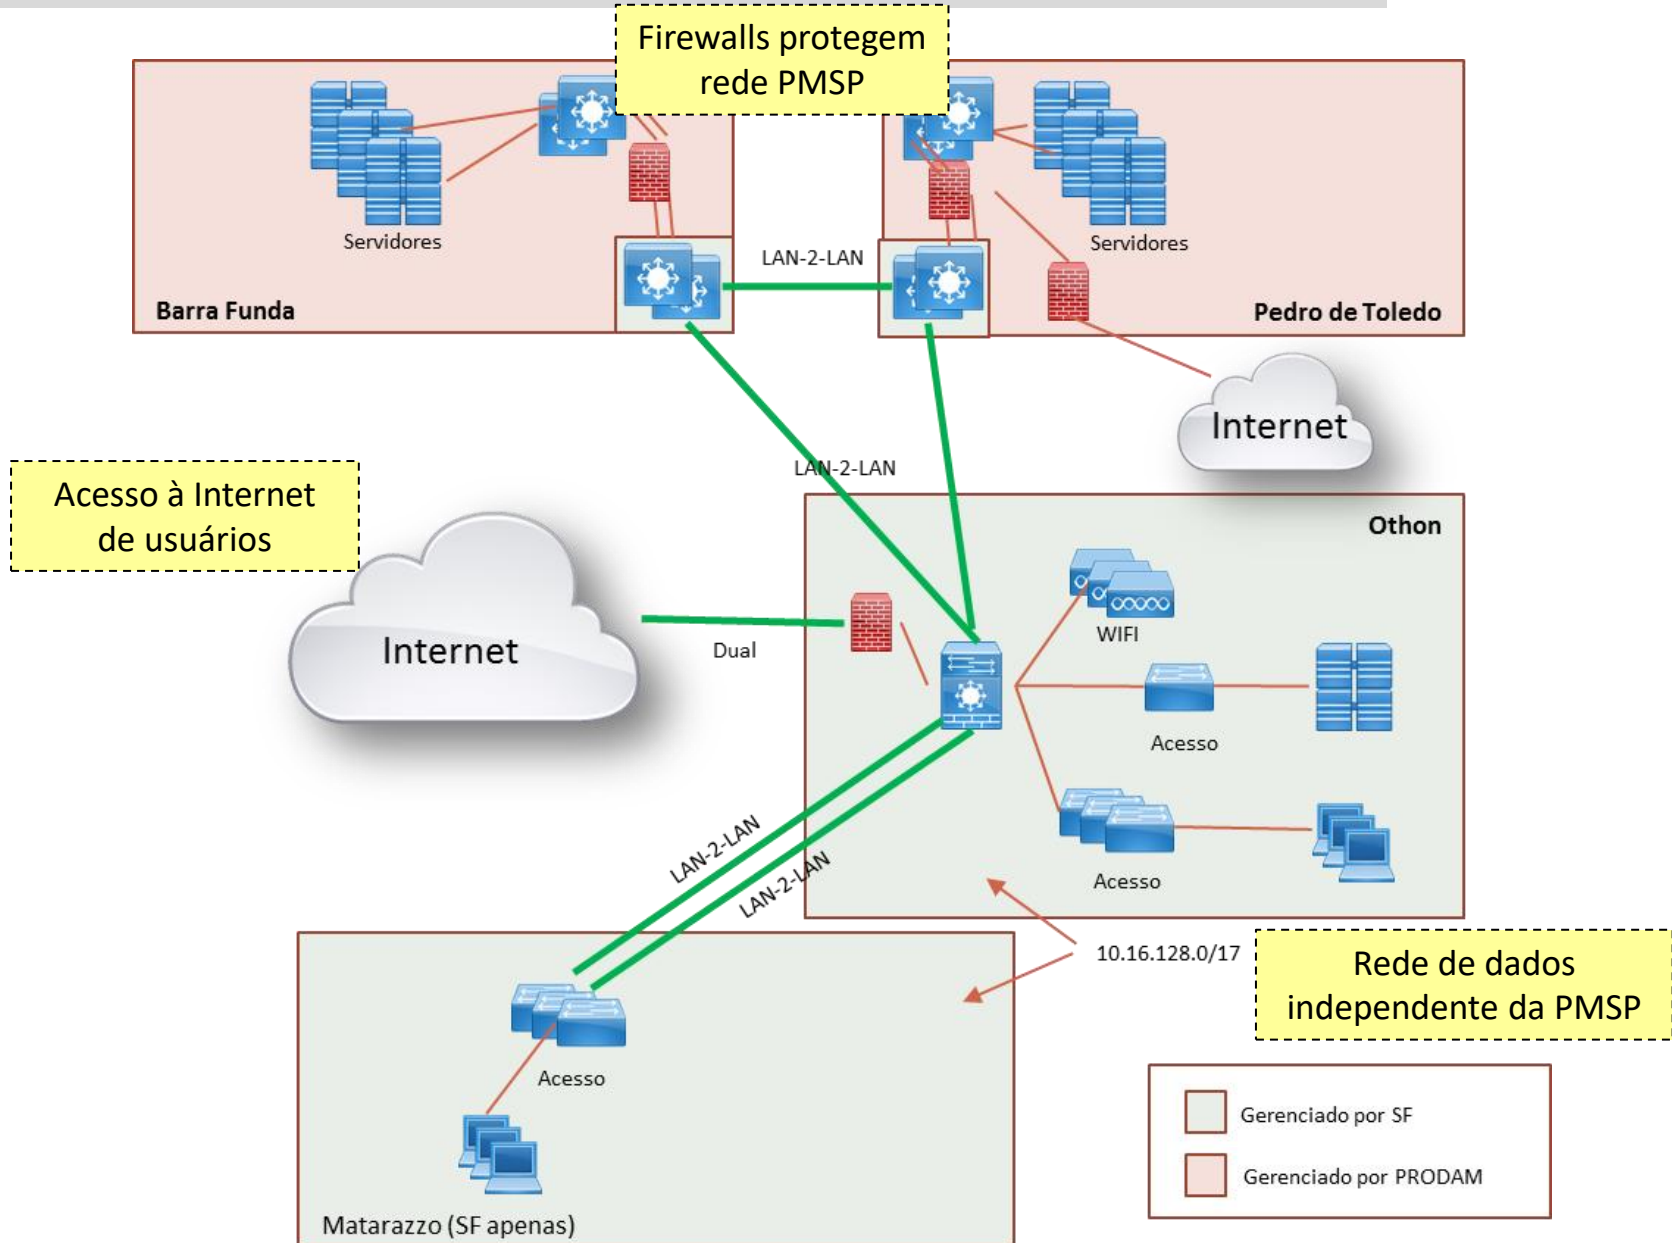 Firewalls protegem
rede PMSP
Servidores
Servidores
LAN-2-LAN
Barra Funda
Pedro de Toledo
Internet
LAN-2-LAN
Acesso à Internet
de usuários
Othon
WIFI
Internet
Dual
Acesso
LAN-2-LAN
LAN-2-LAN
Acesso
10.16.128.0/17
Rede de dados
independente da PMSP
Acesso
Gerenciado por SF
Gerenciado por PRODAM
Matarazzo (SF apenas)